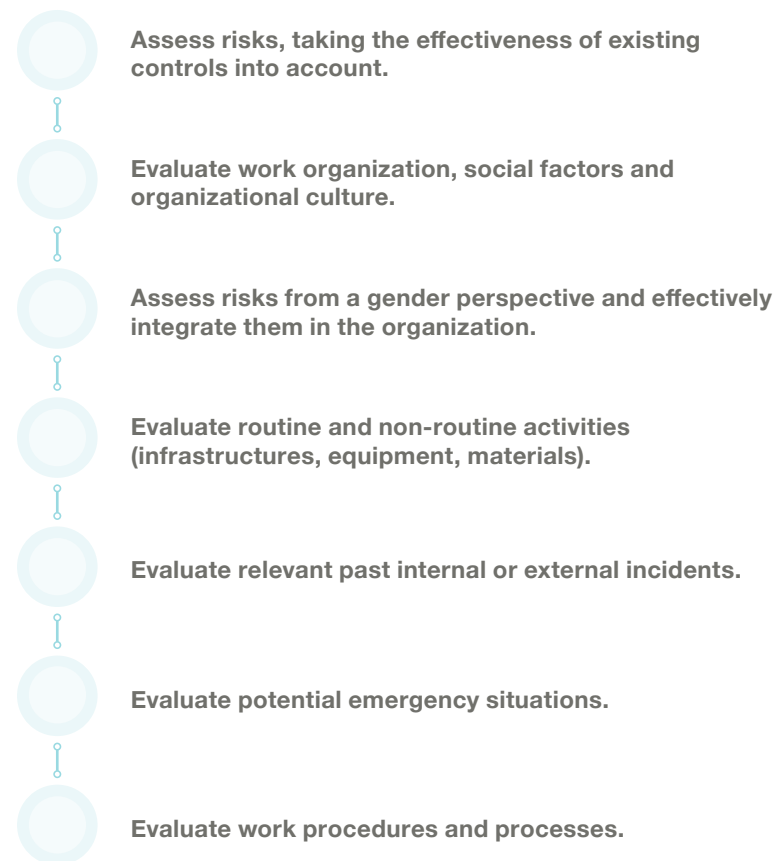 Assess risks, taking the effectiveness of existing
controls into account.
Evaluate work organization, social factors and
organizational culture.
Assess risks from a gender perspective and effectively
integrate them in the organization.
Evaluate routine and non-routine activities
(infrastructures, equipment, materials).
Evaluate relevant past internal or external incidents.
Evaluate potential emergency situations.
Evaluate work procedures and processes.